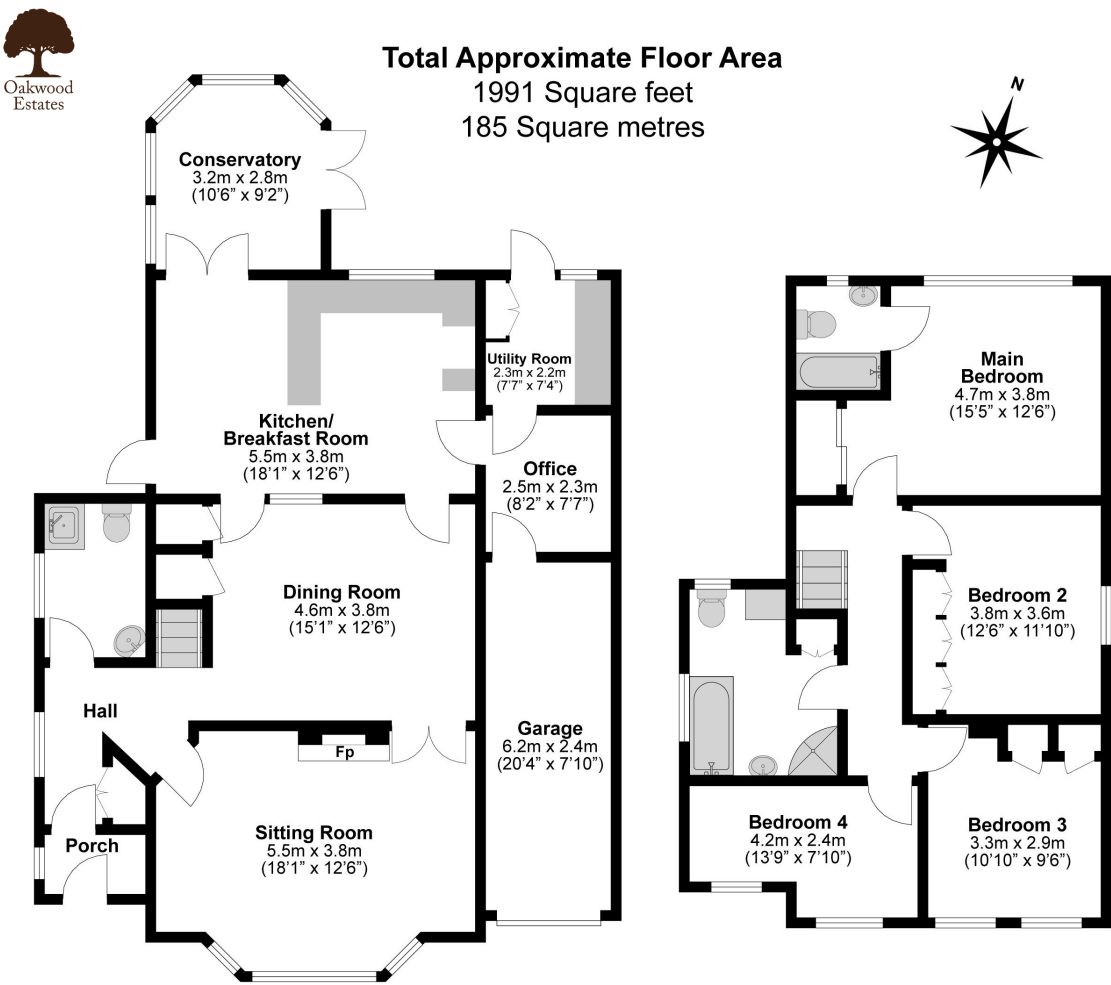 Oakwood
Estates
Total Approximate Floor Area
1991 Square feet
185 Square metres
N
Conservatory
3.2m x 2.8m
(10'6" x 9'2")
Utility Room
2.3m x 2.2m
(7'7" x 7'4")
Kitchen/
Breakfast Room
5.5m x 3.8m
(18'1" x 12'6")
Office
2.5m x 2.3m
(8'2" x 7'7")
Dining Room
4.6m x 3.8m
(15'1" x 12'6")
Hall
Fp
Garage
6.2m x 2.4m
(20'4" x 7'10")
Sitting Room
5.5m x 3.8m
(18'1" x 12'6")
Porch
Main
Bedroom
4.7m x 3.8m
(15'5" x 12'6")
Bedroom 2
3.8m x 3.6m
(12'6" x 11'10")
Bedroom 4
4.2m x 2.4m
(13'9" x 7'10")
Bedroom 3
3.3m x 2.9m
(10'10" x 9'6")